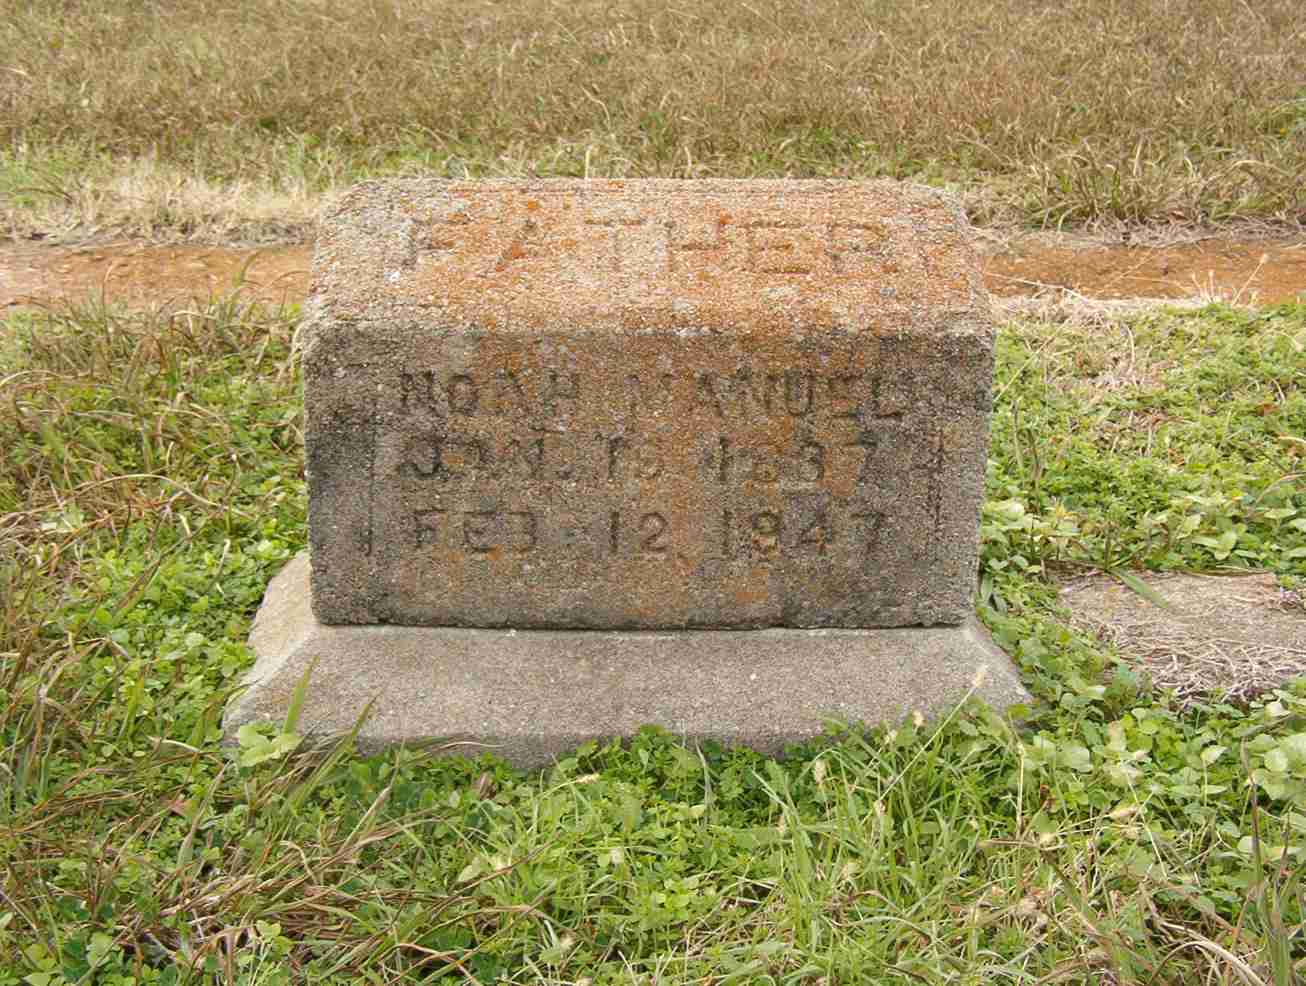 FATHER
NOAH MANUEL
JAN.
FEB. 12 1947